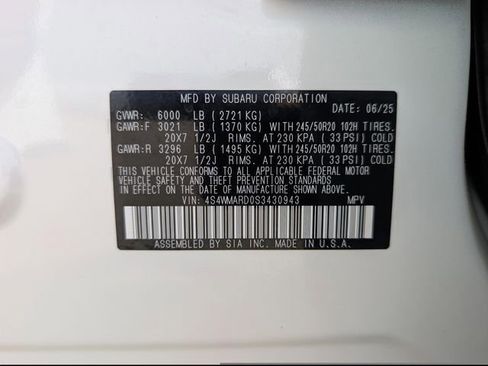 MFD BY SUBARU CORPORATION
DATE: 06/25
GVWR: 6000 LB (2721 KG)
GAWR:F 3021 LB (1370 KG) WITH 245/50R20 102H TIRES.
20X7 1/2J RIMS. AT 230 KPA (33 PSI) COLD
GAWR:R 3296 LB (1495 KG) WITH 245/50R20 102H TIRES.
20X7 1/2J RIMS. AT 230 KPA (33 PSI) COLD
THIS VEHICLE CONFORMS TO ALL APPLICABLE FEDERAL MOTOR
VEHICLE SAFETY AND THEFT PREVENTION STANDARDS
IN EFFECT ON THE DATE OF MANUFACTURE SHOWN ABOVE.
VIN: 4S4WMARD0S3430943 MPV
ASSEMBLED BY SIA INC. MADE IN U.S.A.